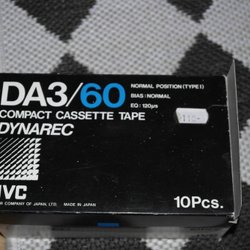 DA3/60
NORMAL POSITION (TYPE I)
BIAS: NORMAL
EQ: 120μs
COMPACT CASSETTE TAPE
DYNAREC
JVC
COMPANY OF JAPAN, LTD. MADE IN JAPAN
10Pcs.